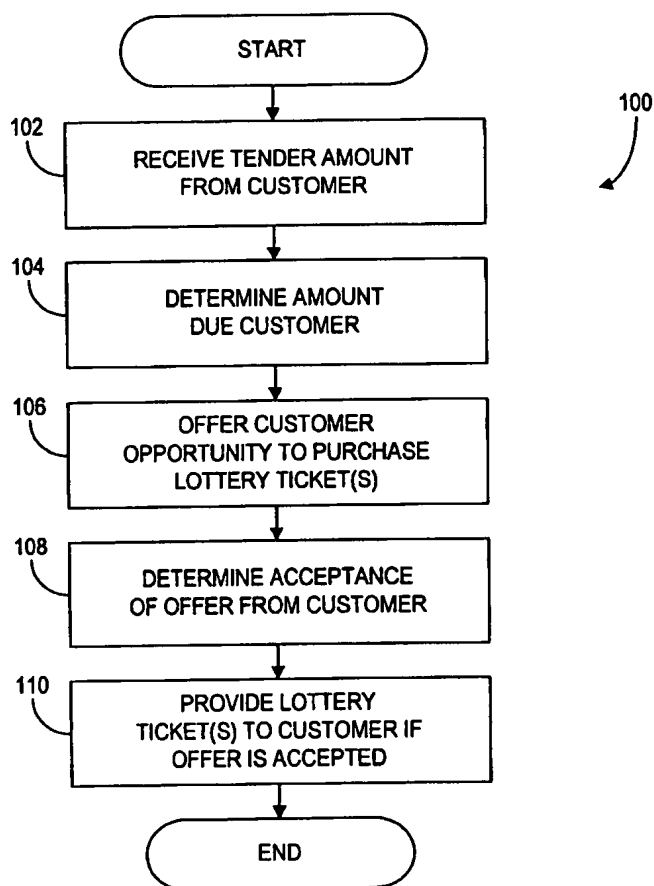 START
100
102
RECEIVE TENDER AMOUNT
FROM CUSTOMER
104
DETERMINE AMOUNT
DUE CUSTOMER
106
OFFER CUSTOMER
OPPORTUNITY TO PURCHASE
LOTTERY TICKET(S)
108
DETERMINE ACCEPTANCE
OF OFFER FROM CUSTOMER
110
PROVIDE LOTTERY
TICKET(S) TO CUSTOMER IF
OFFER IS ACCEPTED
END